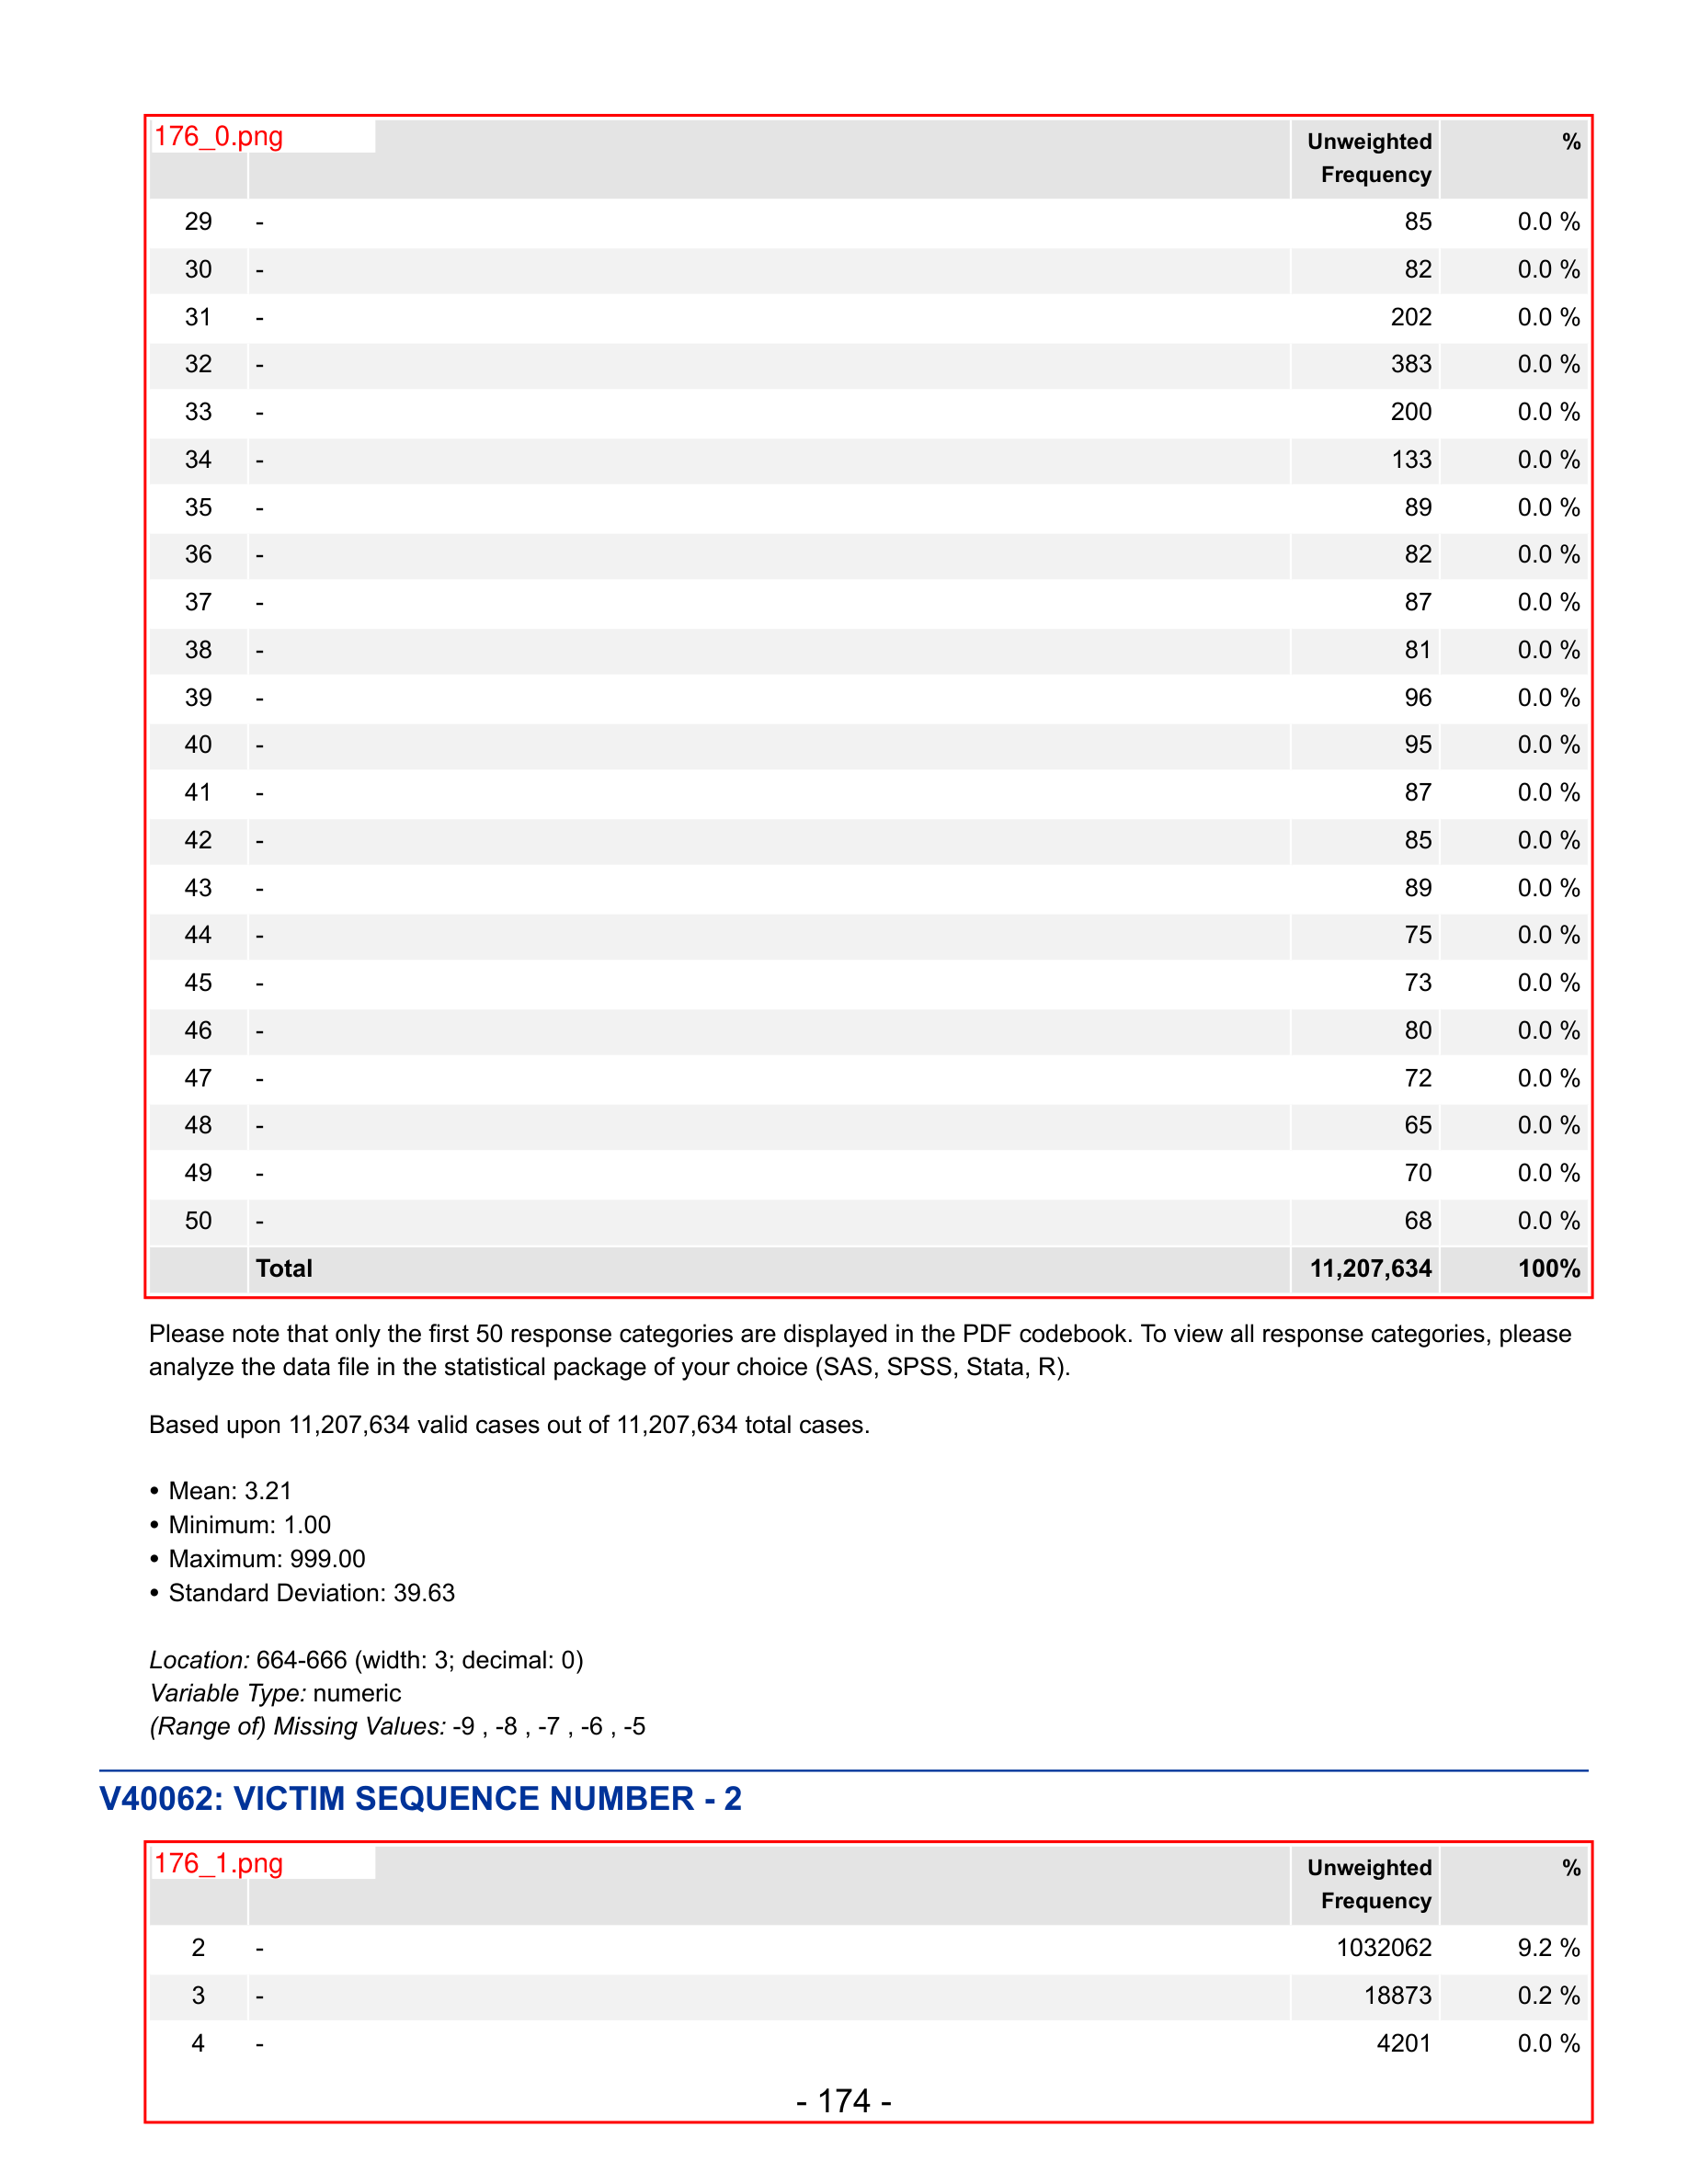 176_0.png
Unweighted Frequency %
29 - 85 0.0 %
30 - 82 0.0 %
31 - 202 0.0 %
32 - 383 0.0 %
33 - 200 0.0 %
34 - 133 0.0 %
35 - 89 0.0 %
36 - 82 0.0 %
37 - 87 0.0 %
38 - 81 0.0 %
39 - 96 0.0 %
40 - 95 0.0 %
41 - 87 0.0 %
42 - 85 0.0 %
43 - 89 0.0 %
44 - 75 0.0 %
45 - 73 0.0 %
46 - 80 0.0 %
47 - 72 0.0 %
48 - 65 0.0 %
49 - 70 0.0 %
50 - 68 0.0 %
Total 11,207,634 100%
Please note that only the first 50 response categories are displayed in the PDF codebook. To view all response categories, please
analyze the data file in the statistical package of your choice (SAS, SPSS, Stata, R).
Based upon 11,207,634 valid cases out of 11,207,634 total cases.
• Mean: 3.21
• Minimum: 1.00
• Maximum: 999.00
• Standard Deviation: 39.63
Location: 664-666 (width: 3; decimal: 0)
Variable Type: numeric
(Range of) Missing Values: -9 , -8 , -7 , -6 , -5
V40062: VICTIM SEQUENCE NUMBER - 2
176_1.png
Unweighted Frequency %
2 - 1032062 9.2 %
3 - 18873 0.2 %
4 - 4201 0.0 %
- 174 -